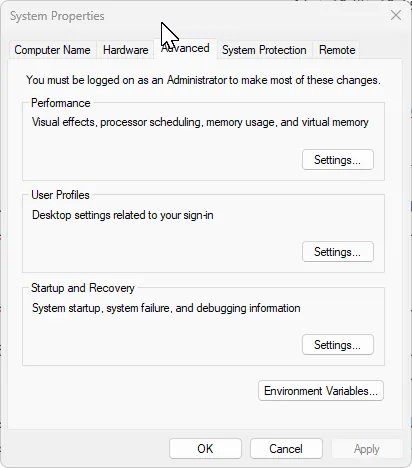 System Properties
Computer Name Hardware Advanced System Protection Remote
You must be logged on as an Administrator to make most of these changes.
Performance
Visual effects, processor scheduling, memory usage, and virtual memory
Settings...
User Profiles
Desktop settings related to your sign-in
Settings...
Startup and Recovery
System startup, system failure, and debugging information
Settings...
Environment Variables...
OK Cancel Apply